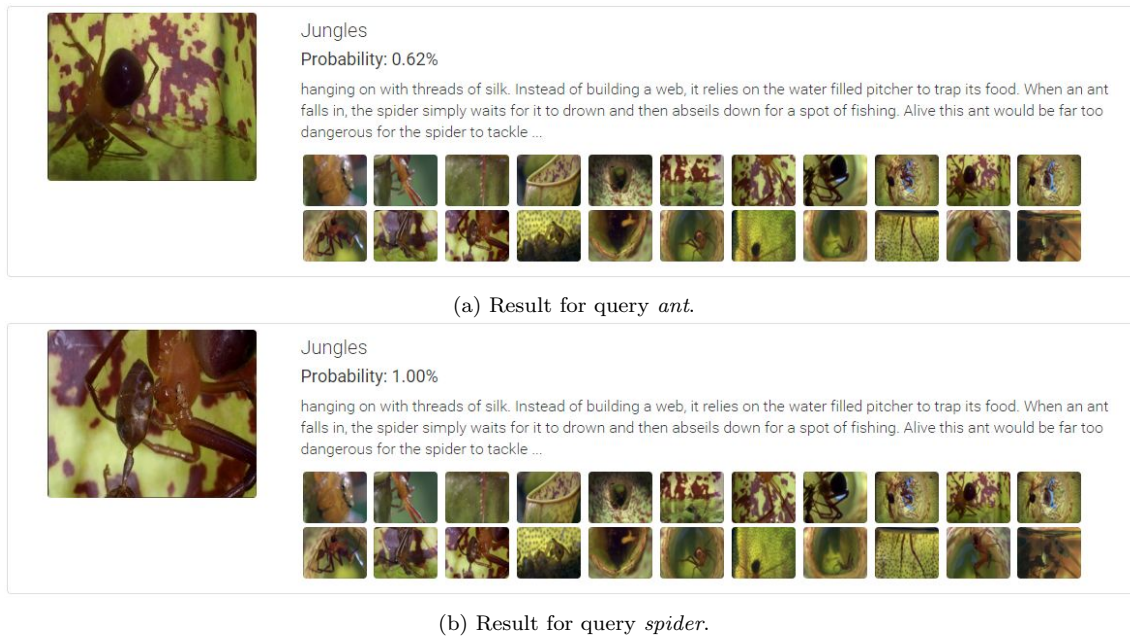 Jungles
Probability: 0.62%
hanging on with threads of silk. Instead of building a web, it relies on the water filled pitcher to trap its food. When an ant
falls in, the spider simply waits for it to drown and then abseils down for a spot of fishing. Alive this ant would be far too
dangerous for the spider to tackle ...
(a) Result for query ant.
Jungles
Probability: 1.00%
hanging on with threads of silk. Instead of building a web, it relies on the water filled pitcher to trap its food. When an ant
falls in, the spider simply waits for it to drown and then abseils down for a spot of fishing. Alive this ant would be far too
dangerous for the spider to tackle ...
(b) Result for query spider.